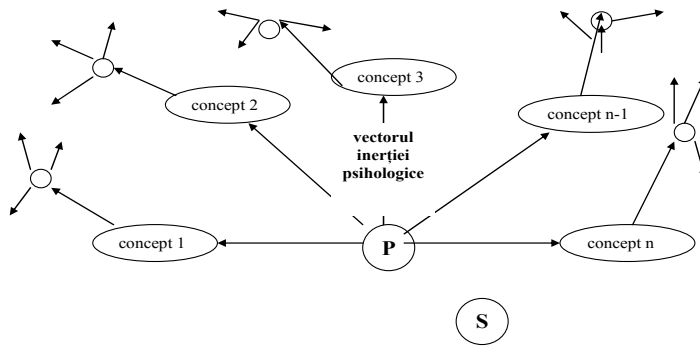 concept 3
concept 2
concept n-1
vectorul
inerției
psihologice
concept 1
P
concept n
S